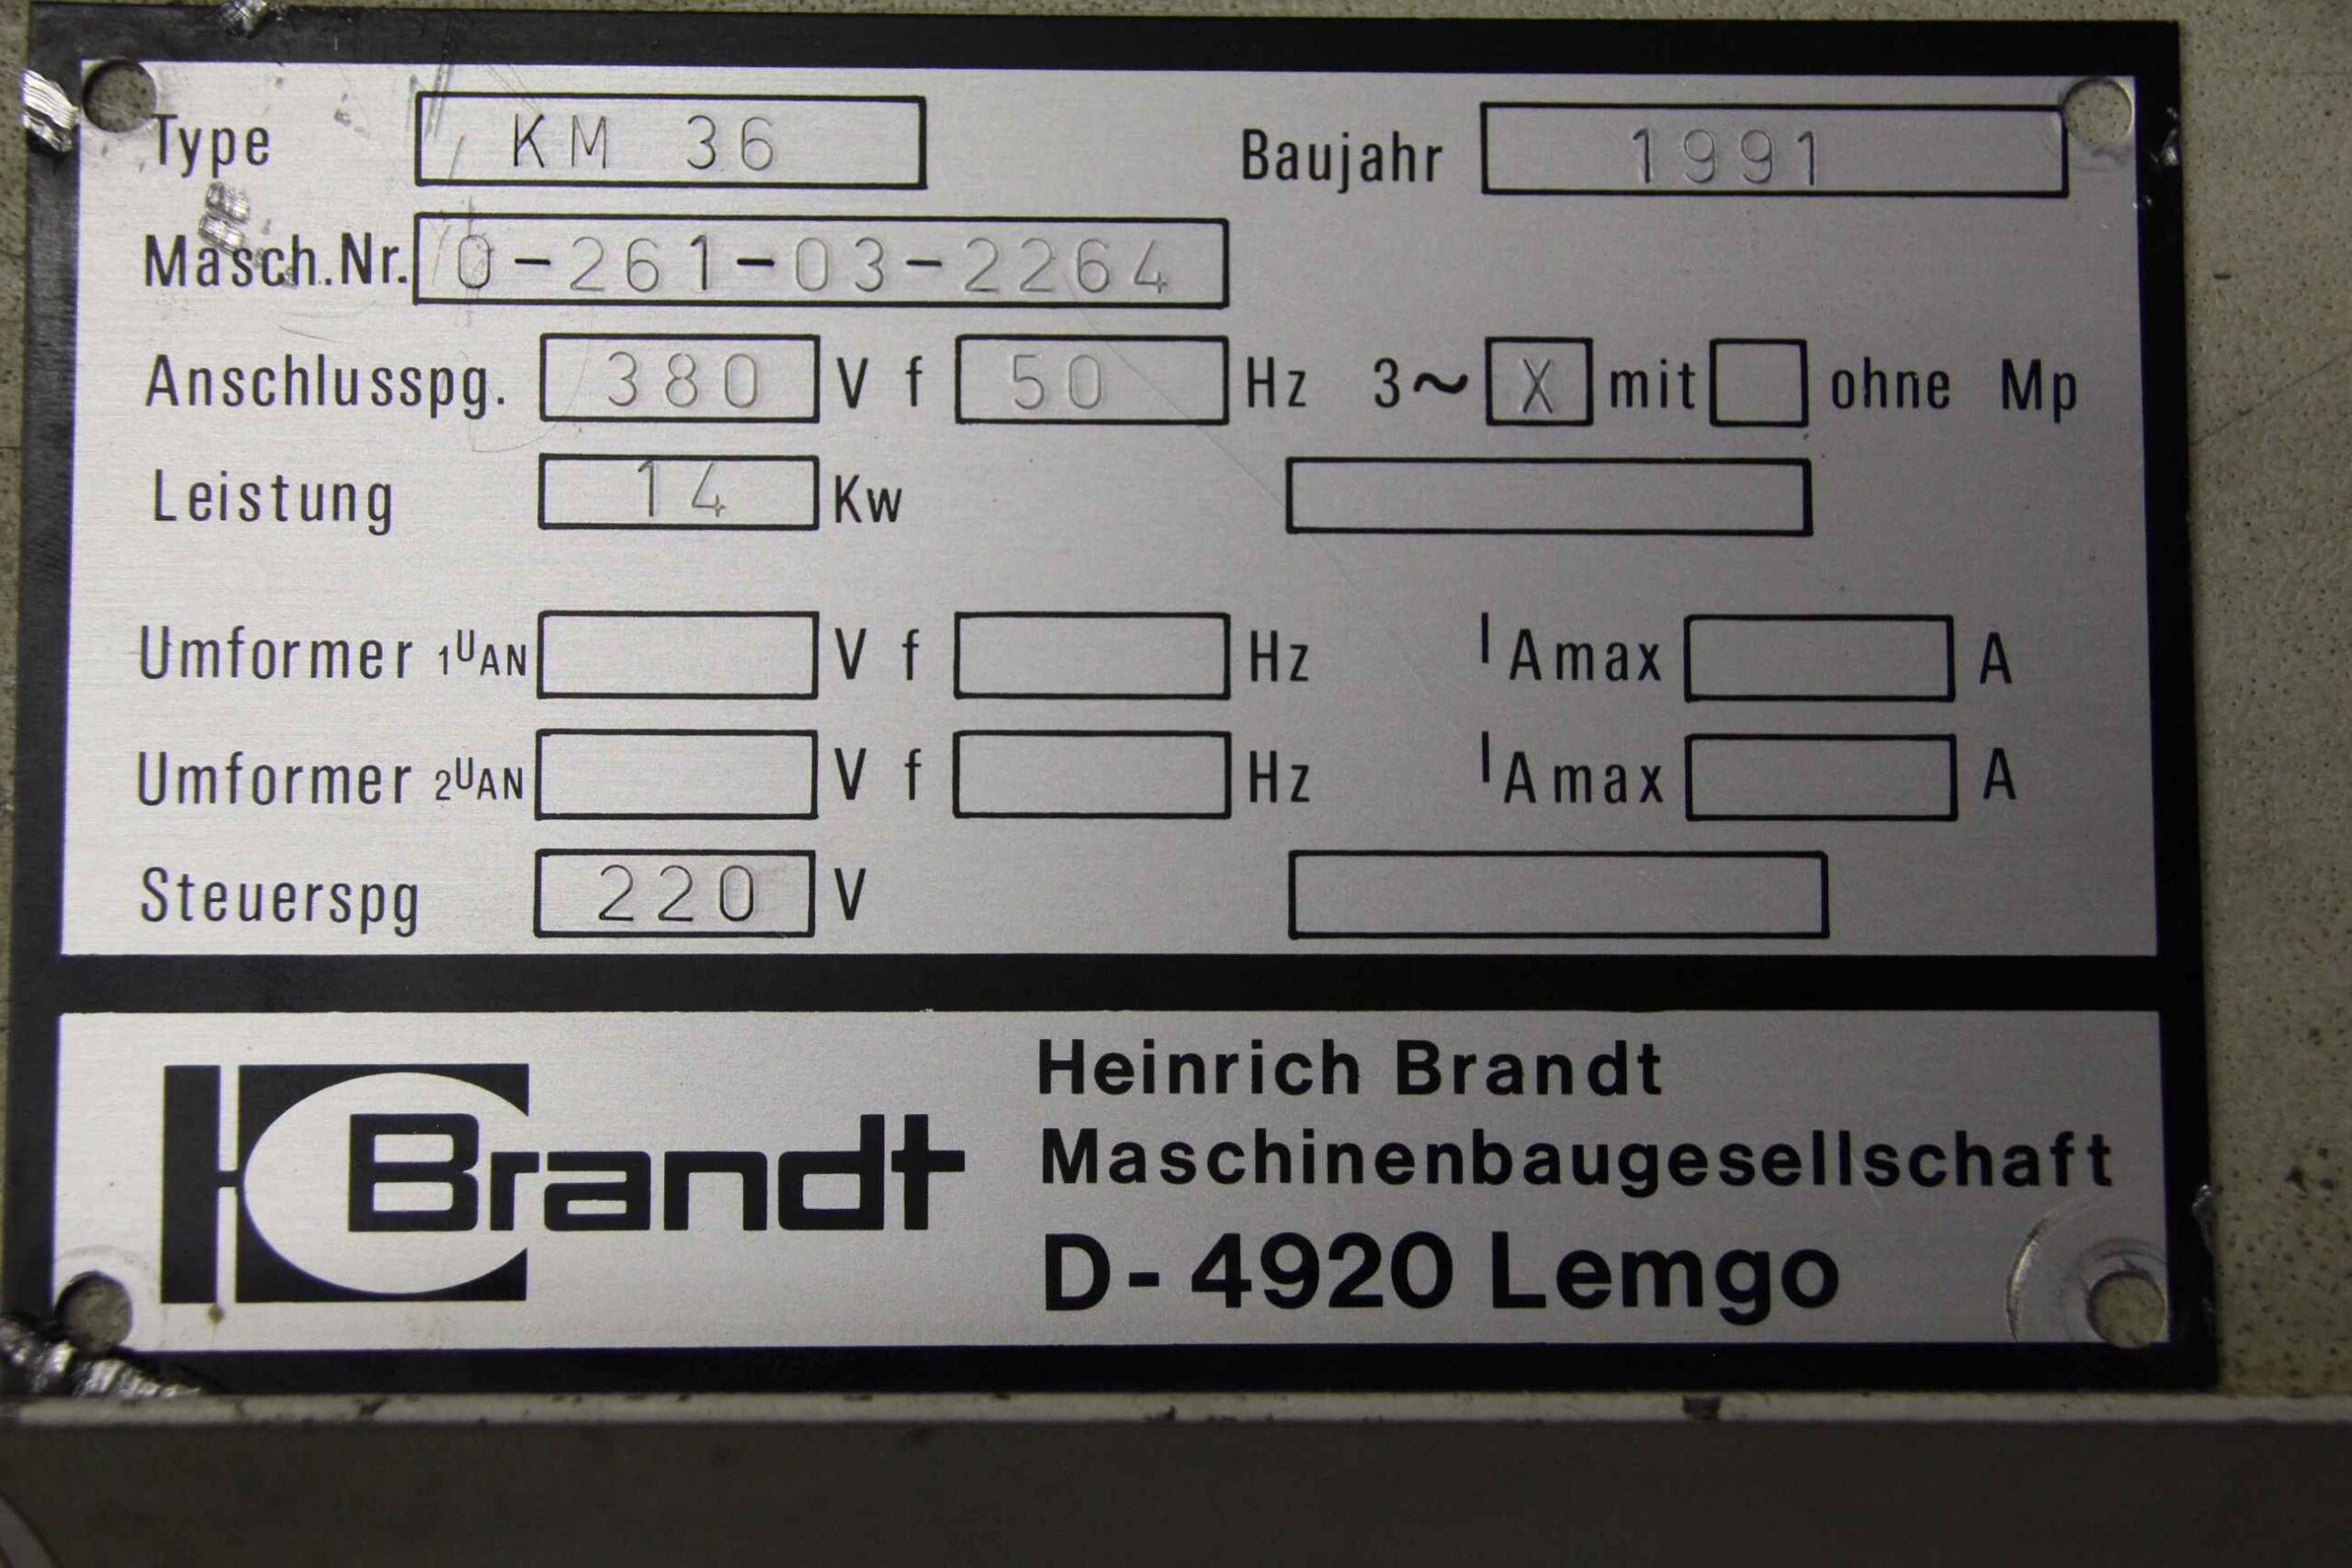 Type KM 36 Baujahr 1991
Masch.Nr. 0-261-03-2264
Anschlusspg. 380 V f 50 Hz 3~ X mit ohne Mp
Leistung 14 Kw
Umformer 1UAN V f Hz IAmax A
Umformer 2UAN V f Hz IAmax A
Steuerspg 220 V
Brandt
Heinrich Brandt
Maschinenbaugesellschaft
D-4920 Lemgo